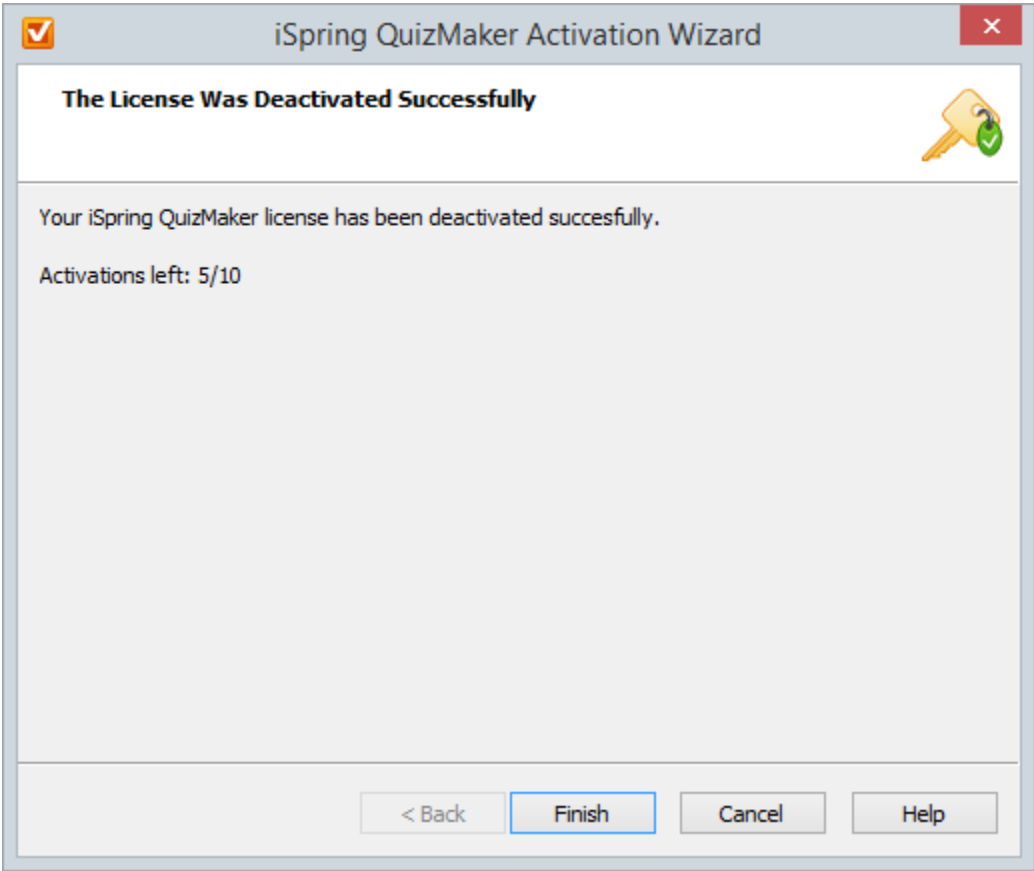 iSpring QuizMaker Activation Wizard
The License Was Deactivated Successfully
Your iSpring QuizMaker license has been deactivated succesfully.
Activations left: 5/10
< Back
Finish
Cancel
Help